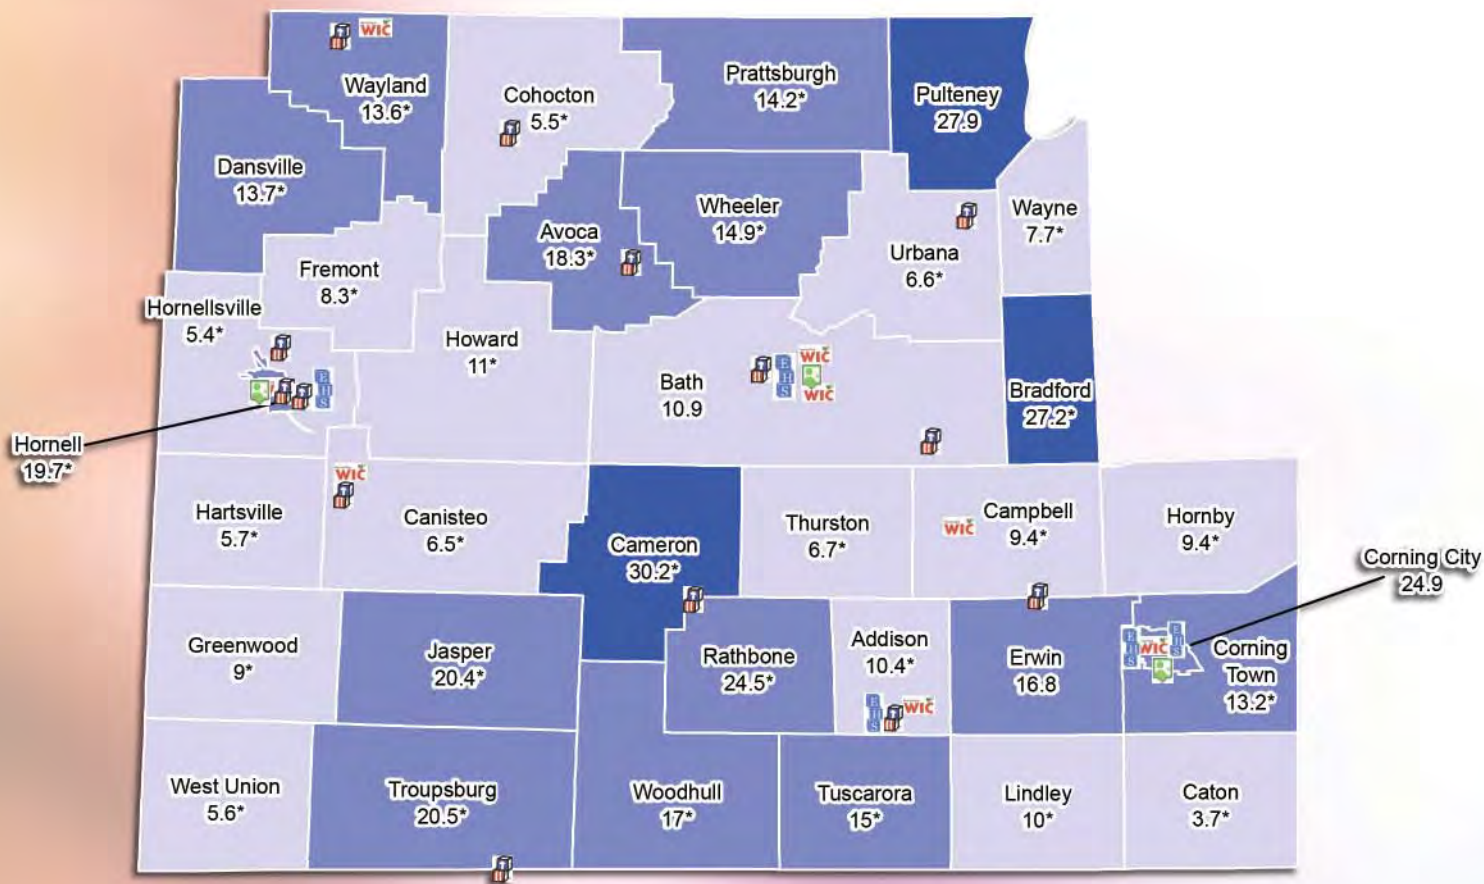 WIC
Wayland
13.6*
Cohocton
5.5*
Prattsburgh
14.2*
Pulteney
27.9
Dansville
13.7*
Avoca
18.3*
Wheeler
14.9*
Urbana
6.6*
Wayne
7.7*
Fremont
8.3*
Hornellsville
5.4*
Howard
11*
Bath
10.9
EHS
WIC
WIC
Bradford
27.2*
EHS
Hornell
19.7*
WIC
Hartsville
5.7*
Canisteo
6.5*
Cameron
30.2*
Thurston
6.7*
WIC
Campbell
9.4*
Hornby
9.4*
Corning City
24.9
Greenwood
9*
Jasper
20.4*
Rathbone
24.5*
Addison
10.4*
EHS
WIC
Erwin
16.8
EHS
WIC
EHS
Corning
Town
13.2*
West Union
5.6*
Troupsburg
20.5*
Woodhull
17*
Tuscarora
15*
Lindley
10*
Caton
3.7*